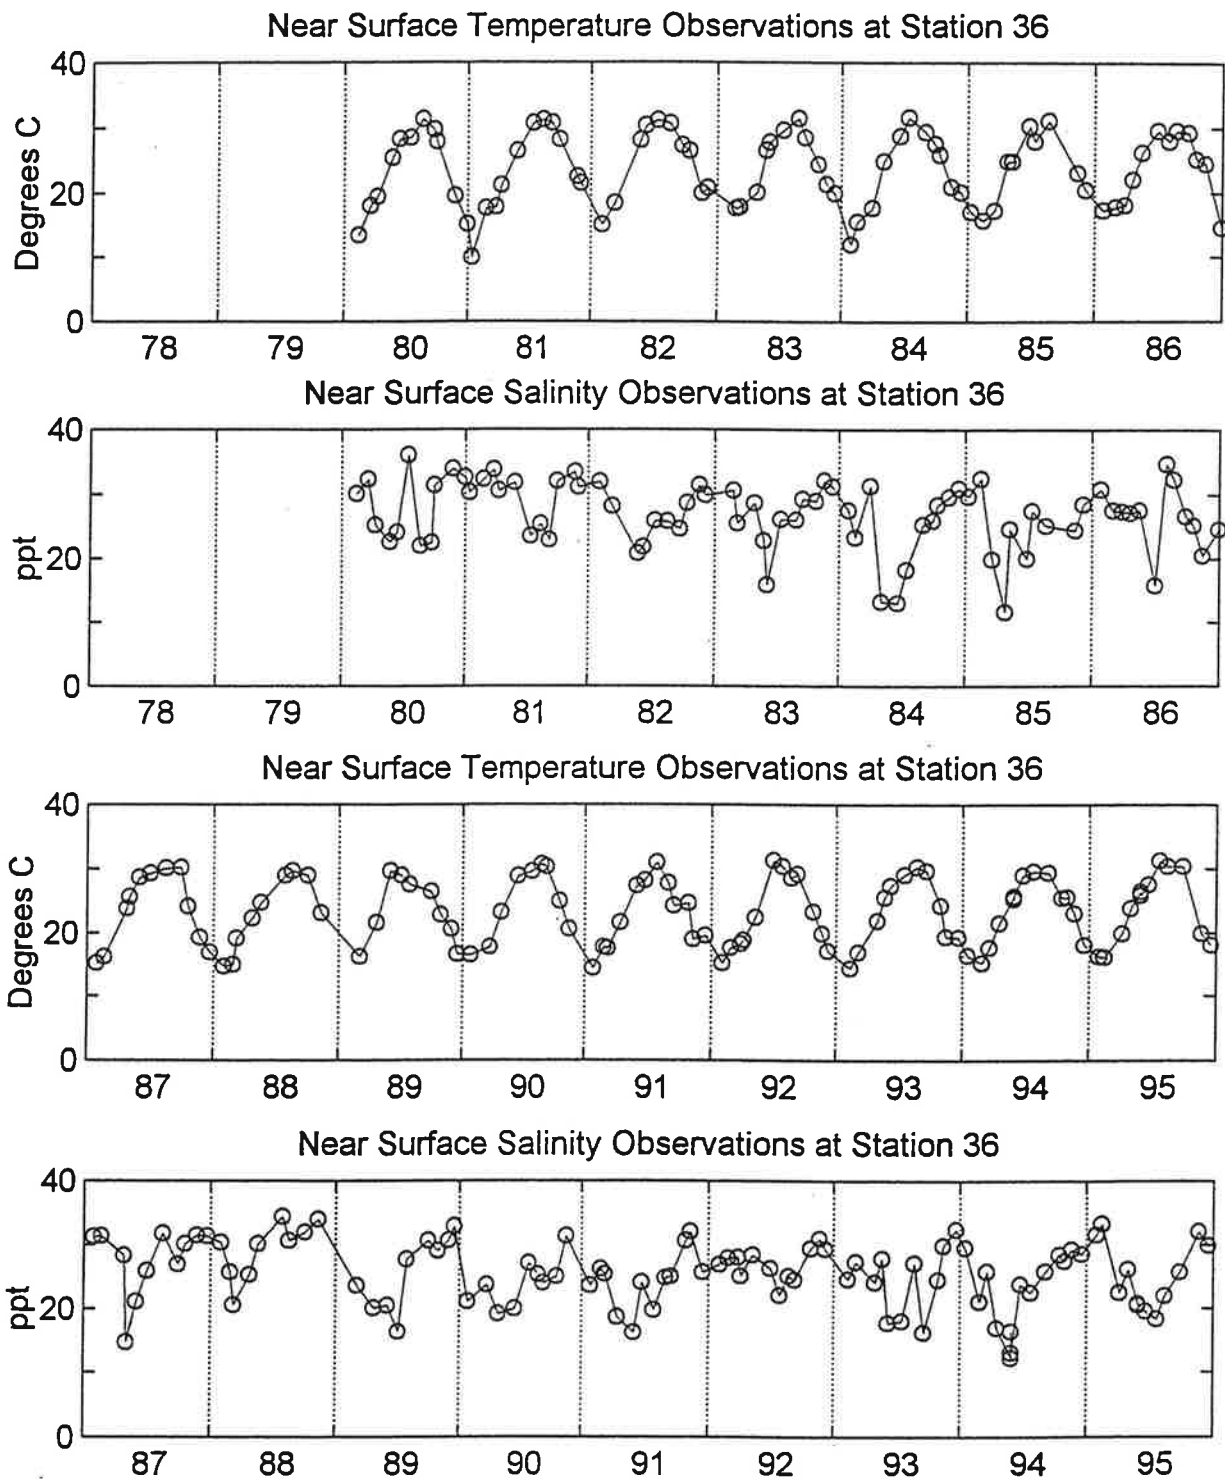 Near Surface Temperature Observations at Station 36
40
20
0
Degrees C
78 79 80 81 82 83 84 85 86
Near Surface Salinity Observations at Station 36
40
20
0
ppt
78 79 80 81 82 83 84 85 86
Near Surface Temperature Observations at Station 36
40
20
0
Degrees C
87 88 89 90 91 92 93 94 95
Near Surface Salinity Observations at Station 36
40
20
0
ppt
87 88 89 90 91 92 93 94 95